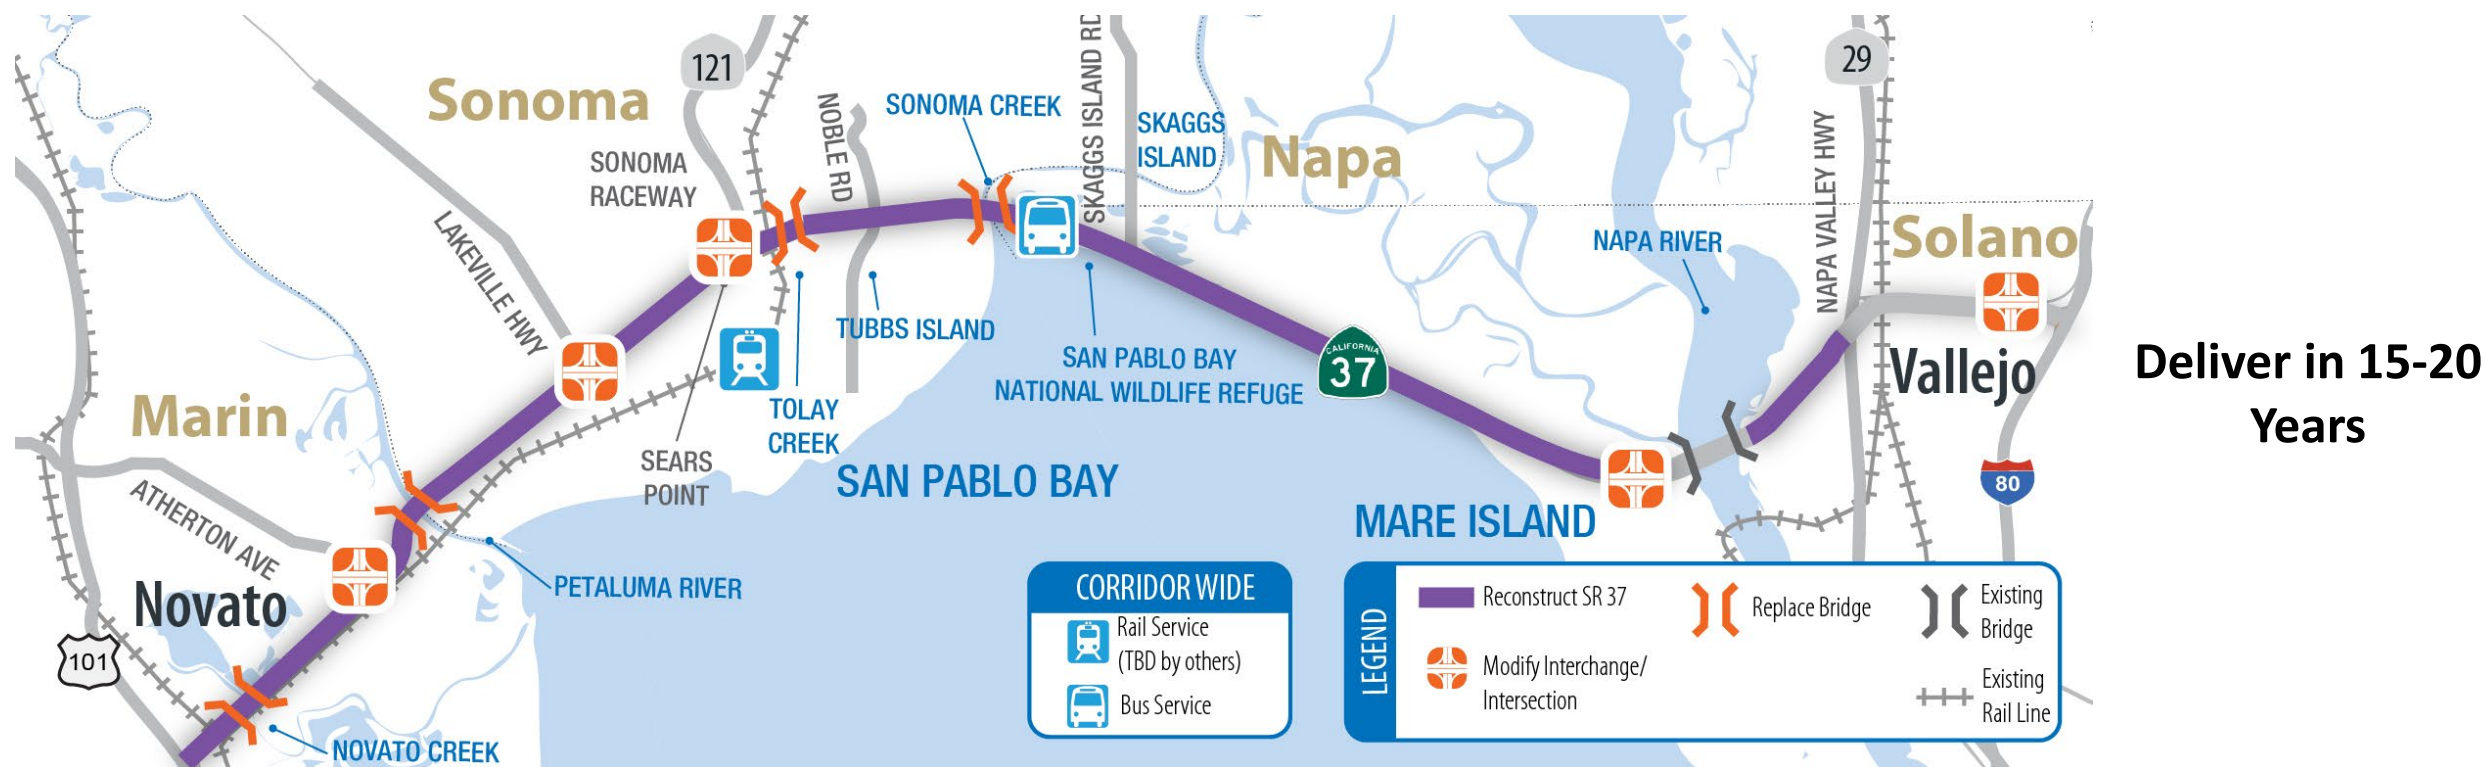 121
29
Sonoma
SONOMA
RACEWAY
NOBLE RD
SONOMA CREEK
SKAGGS ISLAND RD
SKAGGS
ISLAND
Napa
NAPA RIVER
NAPA VALLEY HWY
Solano
LAKEVILLE HWY
TUBBS ISLAND
SAN PABLO BAY
NATIONAL WILDLIFE REFUGE
CALIFORNIA
37
Vallejo
Deliver in 15-20
Years
Marin
TOLAY
CREEK
SEARS
POINT
SAN PABLO BAY
80
ATHERTON AVE
MARE ISLAND
Novato
PETALUMA RIVER
101
NOVATO CREEK
CORRIDOR WIDE
Rail Service
(TBD by others)
Bus Service
LEGEND
Reconstruct SR 37
Modify Interchange/
Intersection
Replace Bridge
Existing
Bridge
Existing
Rail Line